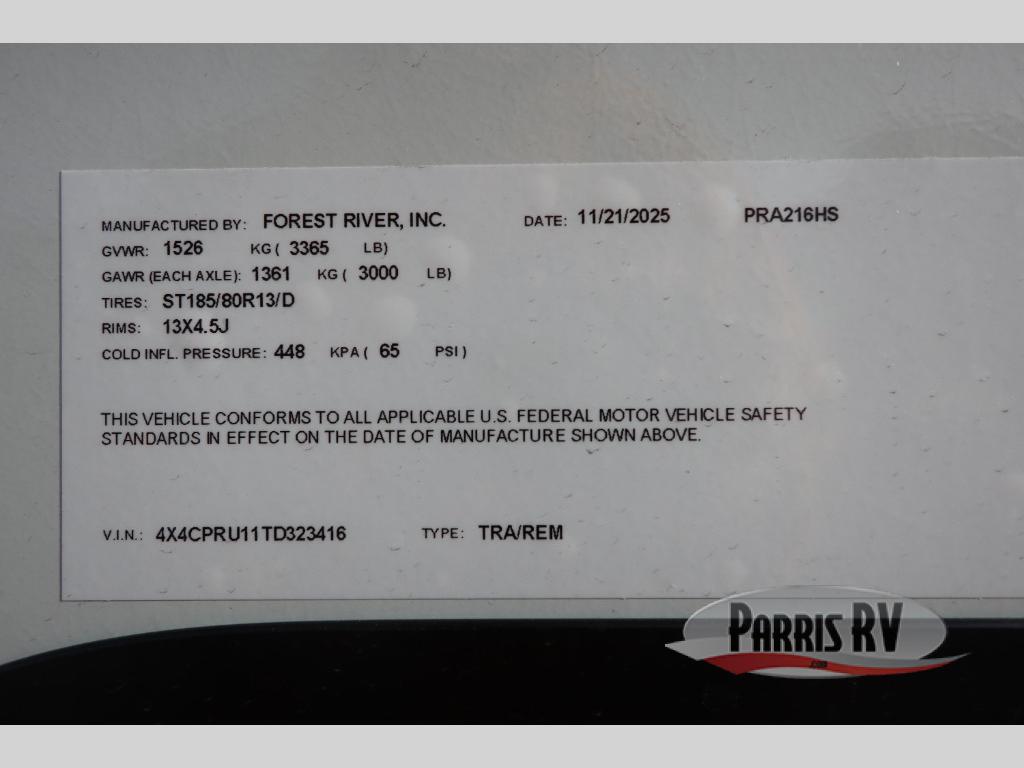 MANUFACTURED BY: FOREST RIVER, INC. DATE: 11/21/2025 PRA216HS
GVWR: 1526 KG ( 3365 LB)
GAWR (EACH AXLE): 1361 KG ( 3000 LB)
TIRES: ST185/80R13/D
RIMS: 13X4.5J
COLD INFL. PRESSURE: 448 KPA ( 65 PSI )
THIS VEHICLE CONFORMS TO ALL APPLICABLE U.S. FEDERAL MOTOR VEHICLE SAFETY
STANDARDS IN EFFECT ON THE DATE OF MANUFACTURE SHOWN ABOVE.
V.I.N.: 4X4CPRU11TD323416 TYPE: TRA/REM
PARRIS RV
.com